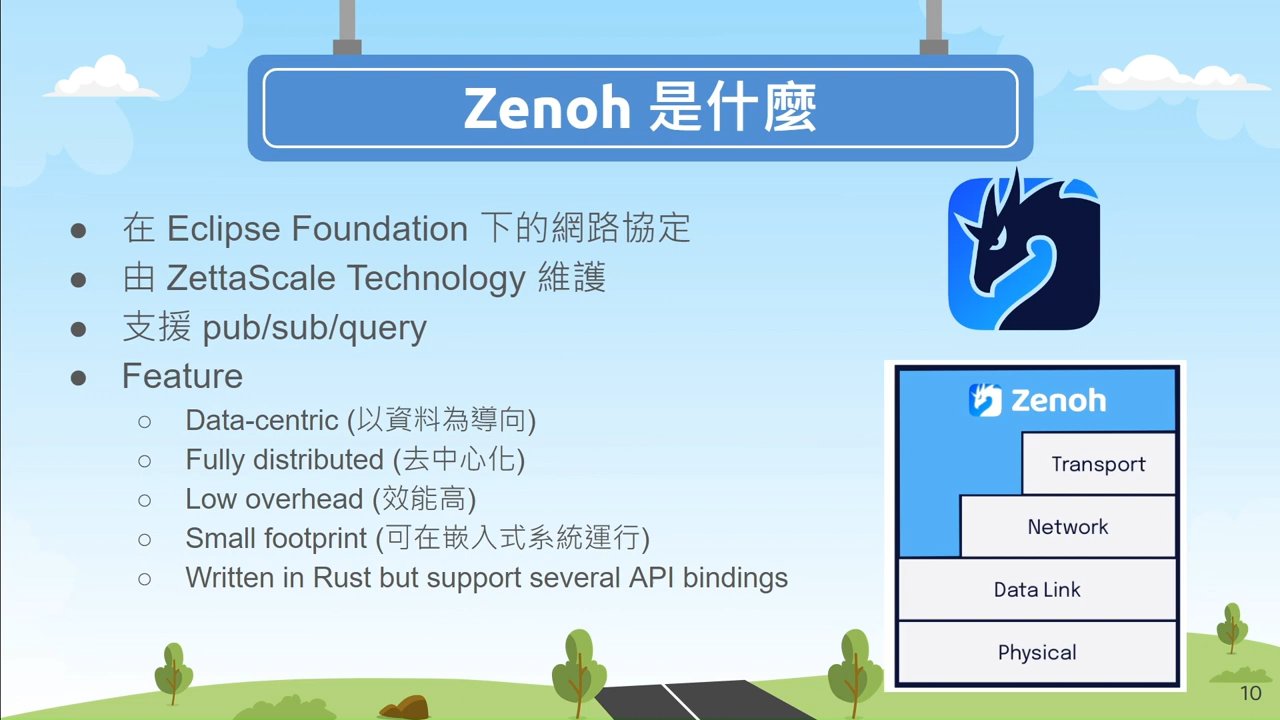 Zenoh 是什麼
● 在 Eclipse Foundation 下的網路協定
● 由 ZettaScale Technology 維護
● 支援 pub/sub/query
● Feature
○ Data-centric (以資料為導向)
○ Fully distributed (去中心化)
○ Low overhead (效能高)
○ Small footprint (可在嵌入式系統運行)
○ Written in Rust but support several API bindings
Zenoh
Transport
Network
Data Link
Physical
10